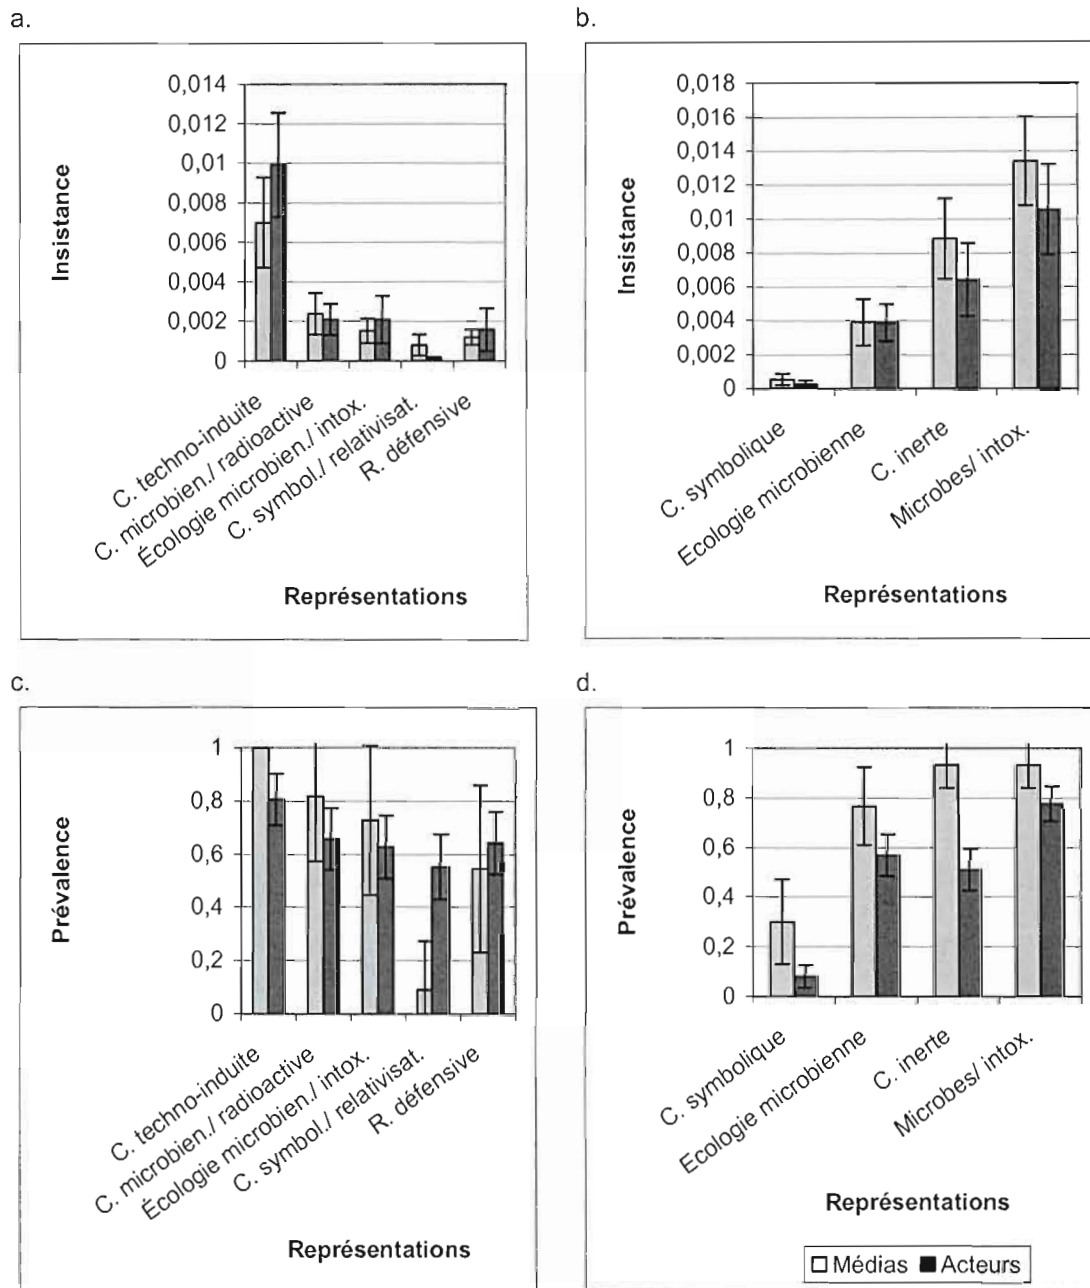 a.
Insistance
0,014
0,012
0,01
0,008
0,006
0,004
0,002
0
C. techno-induite
C. microbien./ radioactive
Écologie microbien./ intox.
C. symbol./ relativisat.
R. défensive
Représentations
b.
Insistance
0,018
0,016
0,014
0,012
0,01
0,008
0,006
0,004
0,002
0
C. symbolique
Ecologie microbienne
C. inerte
Microbes/ intox.
Représentations
c.
Prévalence
1
0,8
0,6
0,4
0,2
0
C. techno-induite
C. microbien./ radioactive
Écologie microbien./ intox.
C. symbol./ relativisat.
R. défensive
Représentations
d.
Prévalence
1
0,8
0,6
0,4
0,2
0
C. symbolique
Ecologie microbienne
C. inerte
Microbes/ intox.
Représentations
Médias Acteurs